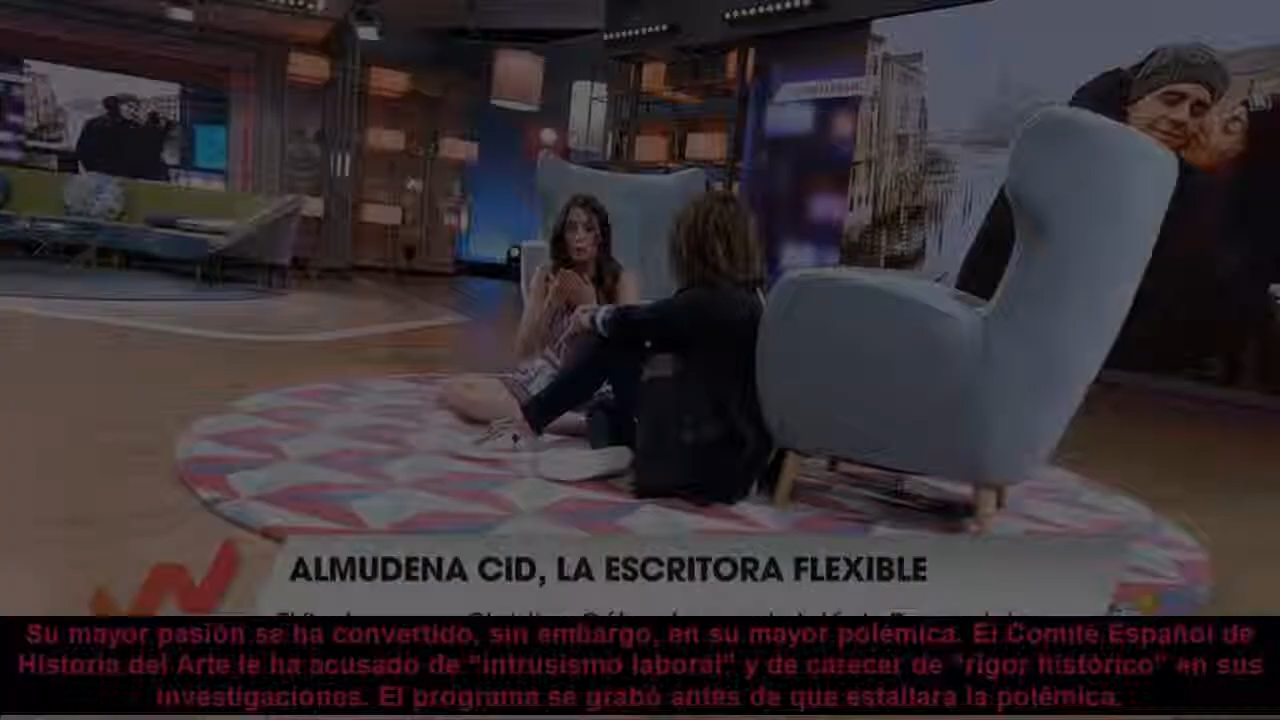 ALMUDENA CID, LA ESCRITORA FLEXIBLE
Su mayor pasión se ha convertido, sin embargo, en su mayor polémica. El Comité Español de
Historia del Arte le ha acusado de "intrusismo laboral" y de carecer de "rigor histórico" en sus
investigaciones. El programa se grabó antes de que estallara la polémica.